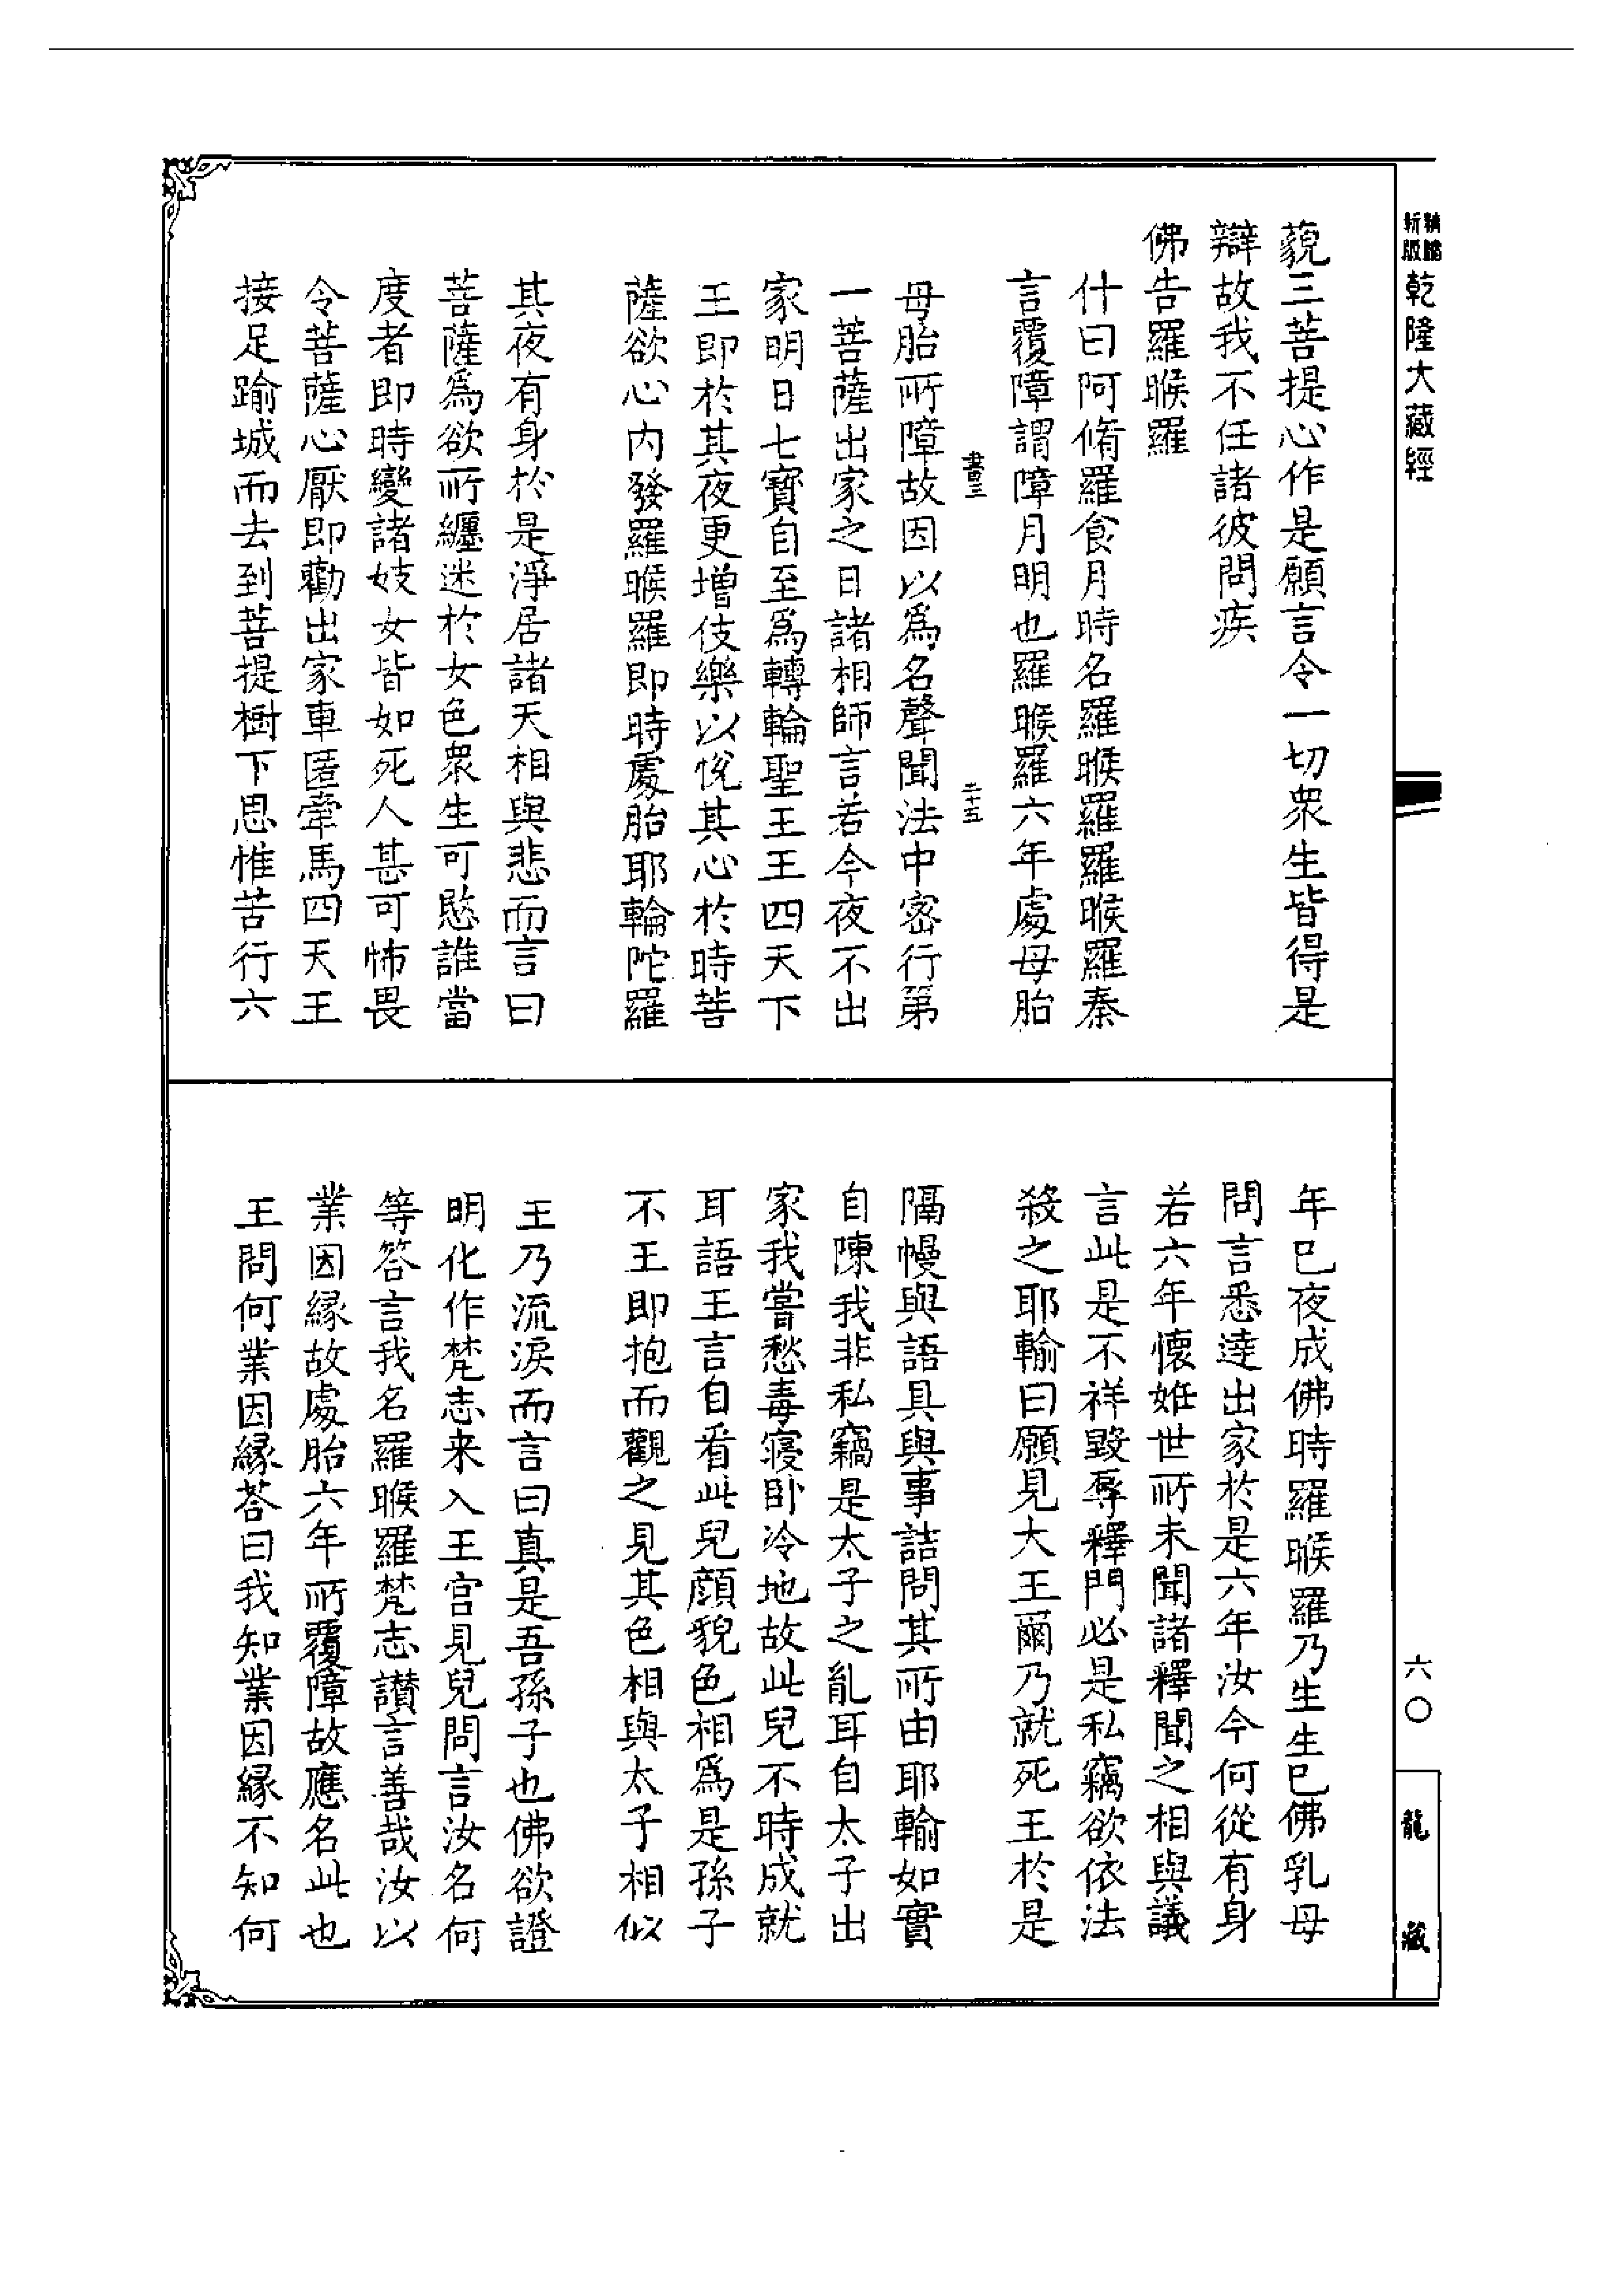 精縮
新版
乾隆大藏經
藐三菩提心作是願言令一切衆生皆得是
辯故我不任詣彼問疾
佛告羅睺羅
什曰阿脩羅食月時名羅睺羅羅睺羅秦
言覆障謂障月明也羅睺羅六年處母胎
晝三
二十五
母胎所障故因以爲名聲聞法中密行第
一菩薩出家之日諸相師言若今夜不出
家明日七寶自至爲轉輪聖王王四天下
王即於其夜更增伎樂以悅其心於時菩
薩欲心內發羅睺羅即時處胎耶輪陀羅
其夜有身於是淨居諸天相與悲而言曰
菩薩爲欲所纏迷於女色衆生可愍誰當
度者即時變諸妓女皆如死人甚可怖畏
令菩薩心厭即勸出家車匿牽馬四天王
接足踰城而去到菩提樹下思惟苦行六
年巳夜成佛時羅睺羅乃生生巳佛乳母
問言悉達出家於是六年汝今何從有身
若六年懷妊世所未聞諸釋聞之相與議
言此是不祥毀辱釋門必是私竊欲依法
殺之耶輸曰願見大王爾乃就死王於是
隔幔與語具與事詰問其所由耶輸如實
自陳我非私竊是太子之亂耳自太子出
家我嘗愁毒寢卧冷地故此兒不時成就
耳語王言自看此兒顔貌色相爲是孫子
不王即抱而觀之見其色相與太子相似
王乃流淚而言曰真是吾孫子也佛欲證
明化作梵志来入王宫見兒問言汝名何
等答言我名羅睺羅梵志讚言善哉汝以
業因緣故處胎六年所覆障故應名此也
王問何業因緣荅曰我知業因緣不知何
六〇
龍藏